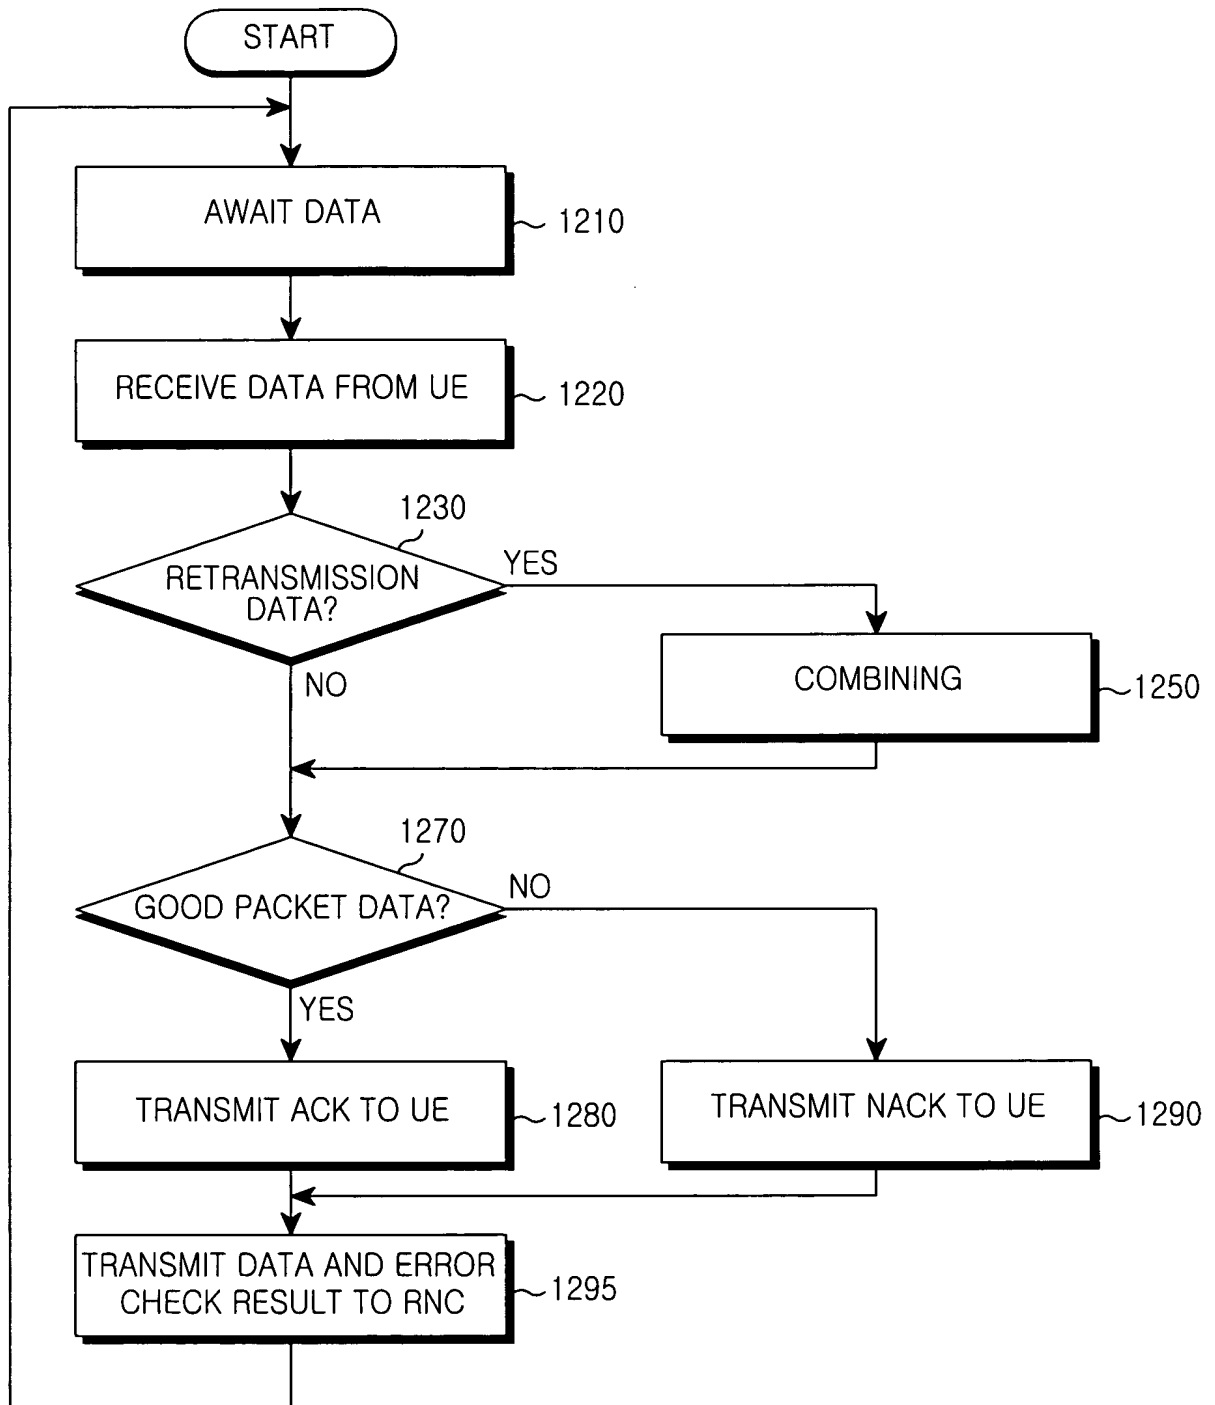 START
AWAIT DATA
1210
RECEIVE DATA FROM UE
1220
1230
RETRANSMISSION
DATA?
YES
NO
COMBINING
1250
1270
GOOD PACKET DATA?
NO
YES
TRANSMIT ACK TO UE
1280
TRANSMIT NACK TO UE
1290
TRANSMIT DATA AND ERROR
CHECK RESULT TO RNC
1295